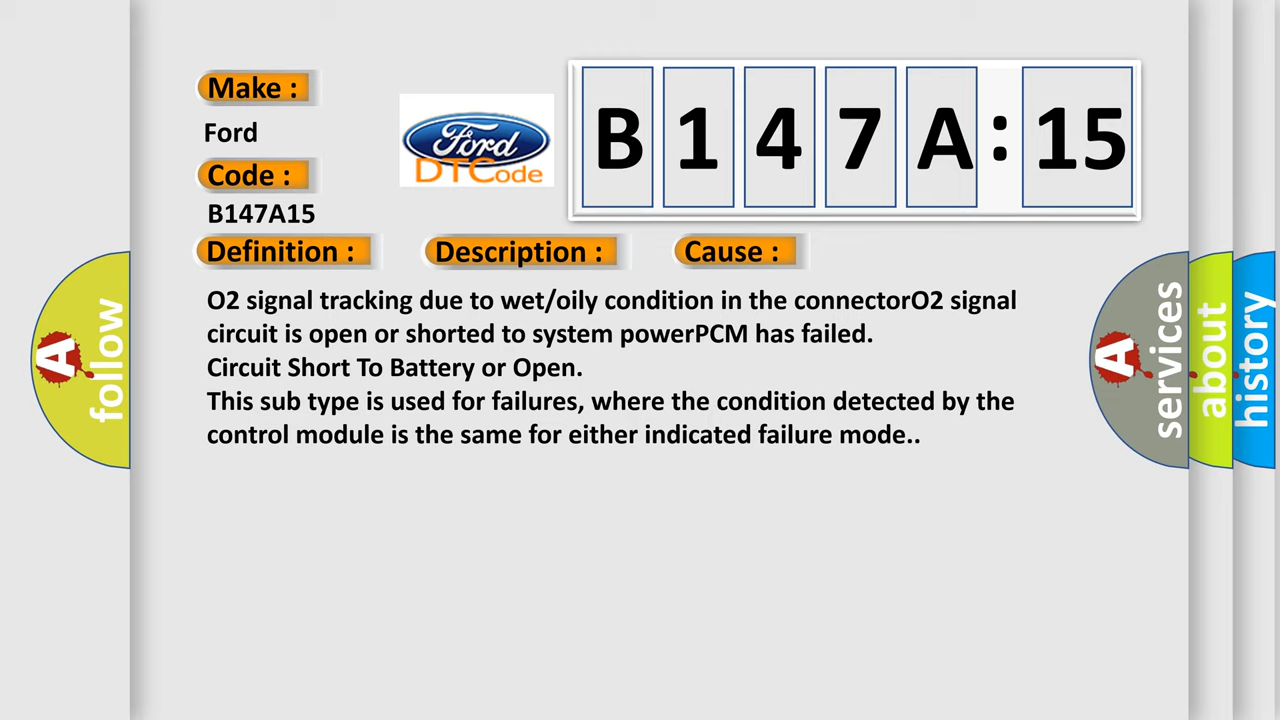 Make :
Ford
Code :
B147A15
Ford
DTCode
B147A:15
Definition :
Description :
Cause :
O2 signal tracking due to wet/oily condition in the connectorO2 signal
circuit is open or shorted to system powerPCM has failed.
Circuit Short To Battery or Open.
This sub type is used for failures, where the condition detected by the
control module is the same for either indicated failure mode..
A
follow
A
services
about
history